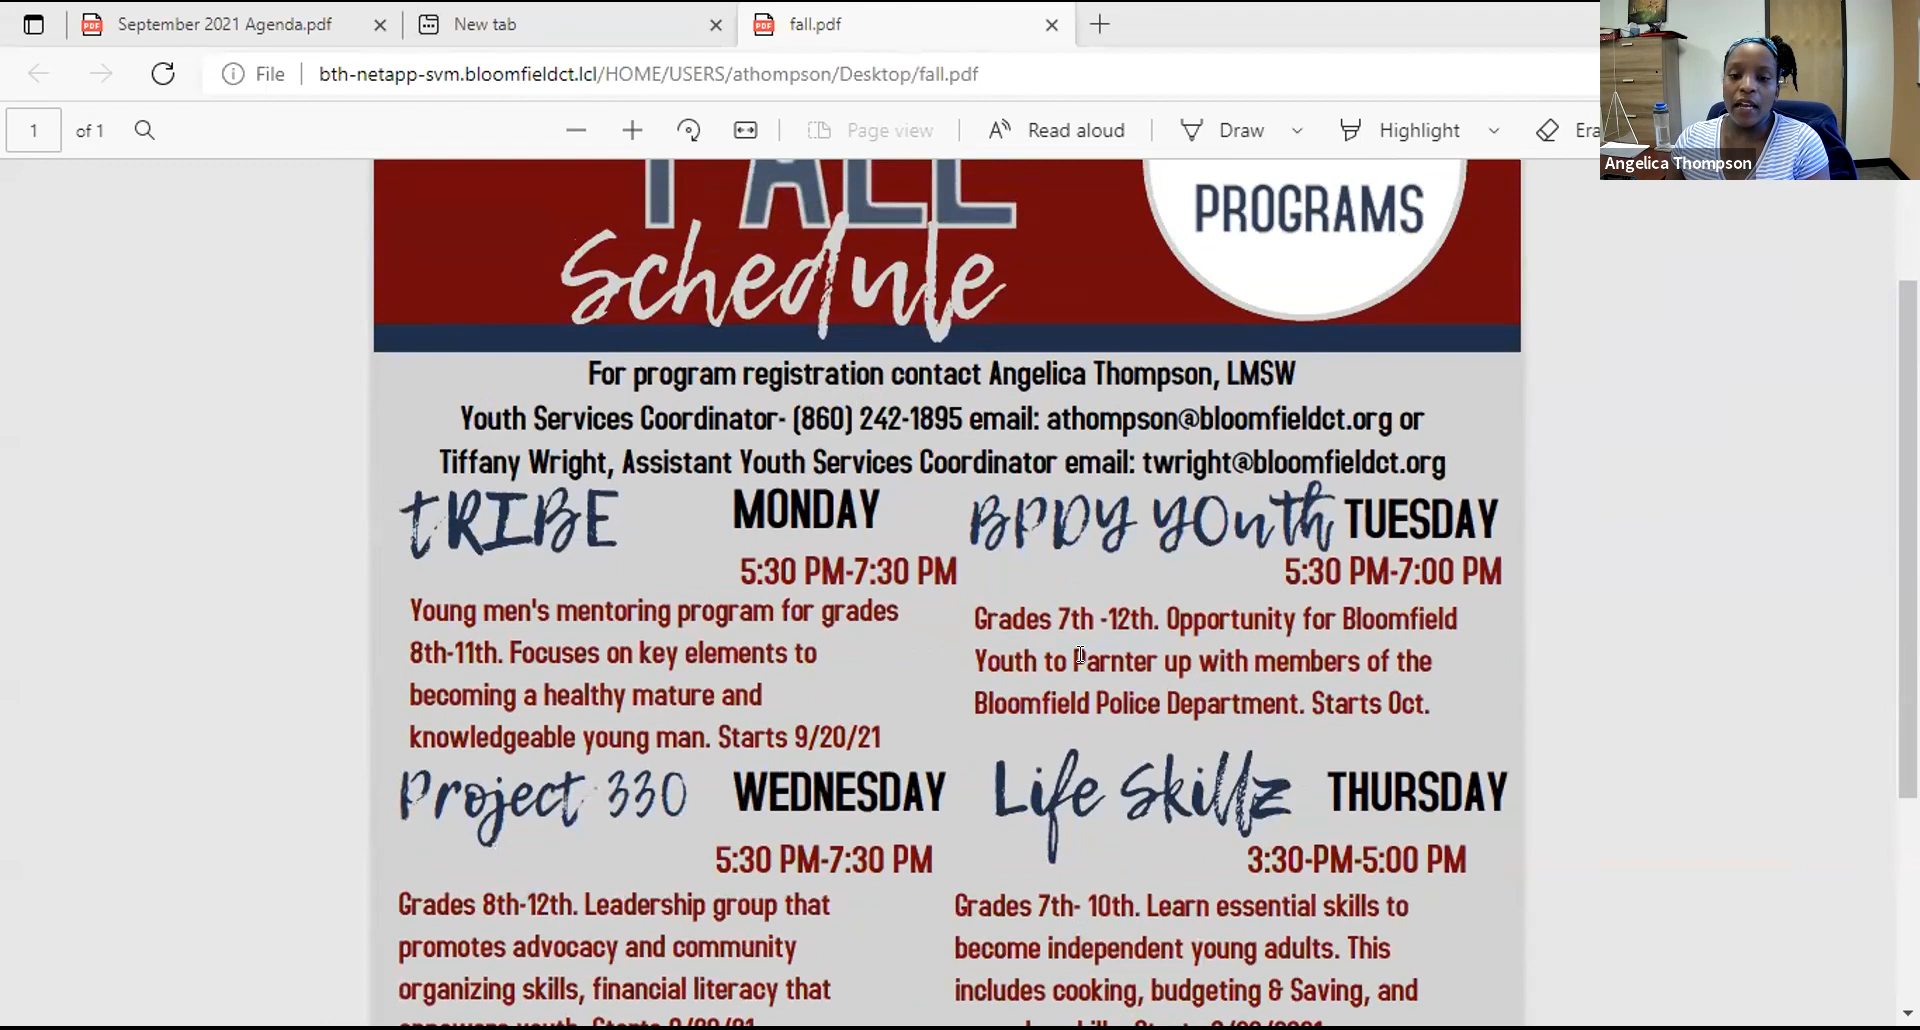 September 2021 Agenda.pdf
New tab
fall.pdf
File
bth-netapp-svm.bloomfieldct.lcl/HOME/USERS/athompson/Desktop/fall.pdf
1 of 1
Page view
Read aloud
Draw
Highlight
Era
Angelica Thompson
FALL
PROGRAMS
Schedule
For program registration contact Angelica Thompson, LMSW
Youth Services Coordinator- (860) 242-1895 email: athompson@bloomfieldct.org or
Tiffany Wright, Assistant Youth Services Coordinator email: twright@bloomfieldct.org
tRIBE MONDAY
5:30 PM-7:30 PM
Young men's mentoring program for grades
8th-11th. Focuses on key elements to
becoming a healthy mature and
knowledgeable young man. Starts 9/20/21
BPDY YOuth TUESDAY
5:30 PM-7:00 PM
Grades 7th -12th. Opportunity for Bloomfield
Youth to Parnter up with members of the
Bloomfield Police Department. Starts Oct.
Project 330 WEDNESDAY
5:30 PM-7:30 PM
Grades 8th-12th. Leadership group that
promotes advocacy and community
organizing skills, financial literacy that
Life Skillz THURSDAY
3:30-PM-5:00 PM
Grades 7th- 10th. Learn essential skills to
become independent young adults. This
includes cooking, budgeting & Saving, and